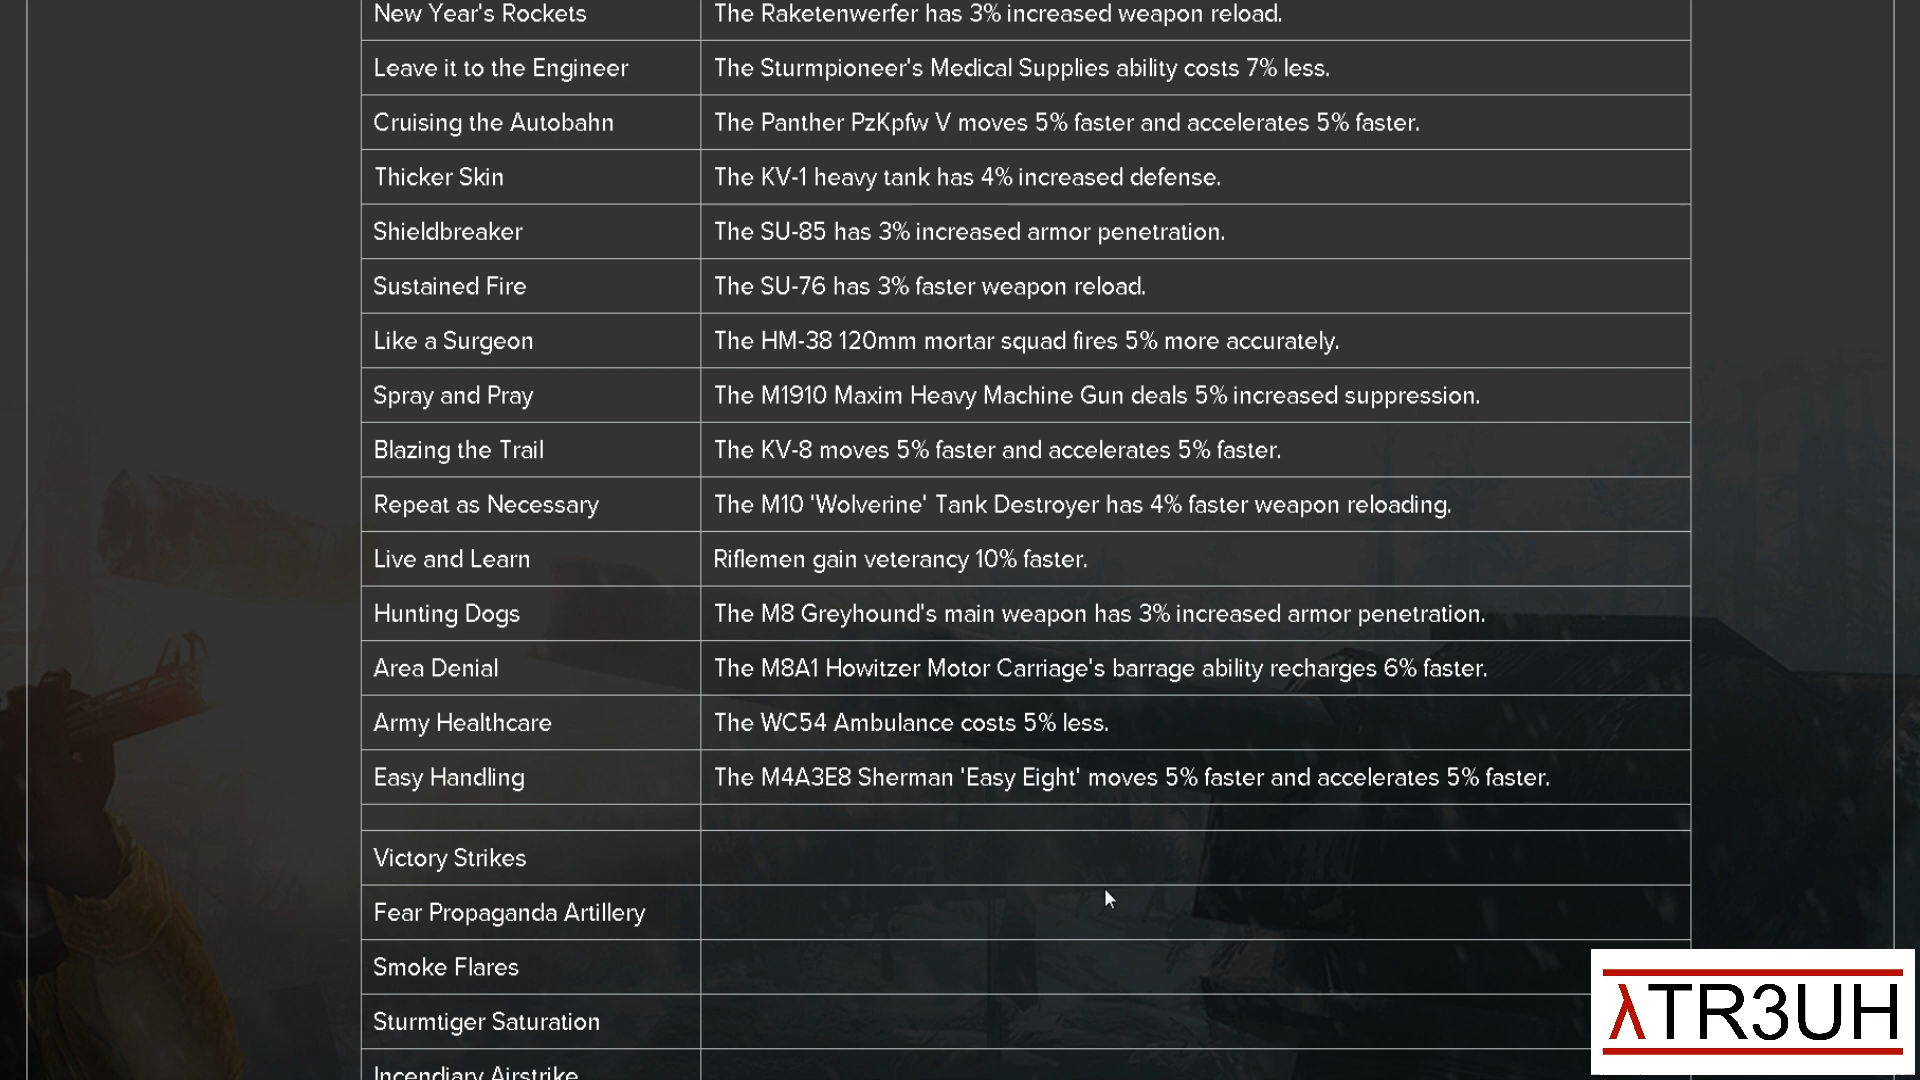 New Year's Rockets The Raketenwerfer has 3% increased weapon reload.
Leave it to the Engineer The Sturmpioneer's Medical Supplies ability costs 7% less.
Cruising the Autobahn The Panther PzKpfw V moves 5% faster and accelerates 5% faster.
Thicker Skin The KV-1 heavy tank has 4% increased defense.
Shieldbreaker The SU-85 has 3% increased armor penetration.
Sustained Fire The SU-76 has 3% faster weapon reload.
Like a Surgeon The HM-38 120mm mortar squad fires 5% more accurately.
Spray and Pray The M1910 Maxim Heavy Machine Gun deals 5% increased suppression.
Blazing the Trail The KV-8 moves 5% faster and accelerates 5% faster.
Repeat as Necessary The M10 'Wolverine' Tank Destroyer has 4% faster weapon reloading.
Live and Learn Riflemen gain veterancy 10% faster.
Hunting Dogs The M8 Greyhound's main weapon has 3% increased armor penetration.
Area Denial The M8A1 Howitzer Motor Carriage's barrage ability recharges 6% faster.
Army Healthcare The WC54 Ambulance costs 5% less.
Easy Handling The M4A3E8 Sherman 'Easy Eight' moves 5% faster and accelerates 5% faster.
Victory Strikes
Fear Propaganda Artillery
Smoke Flares
Sturmtiger Saturation
Incendiary Airstrike
λTR3UH